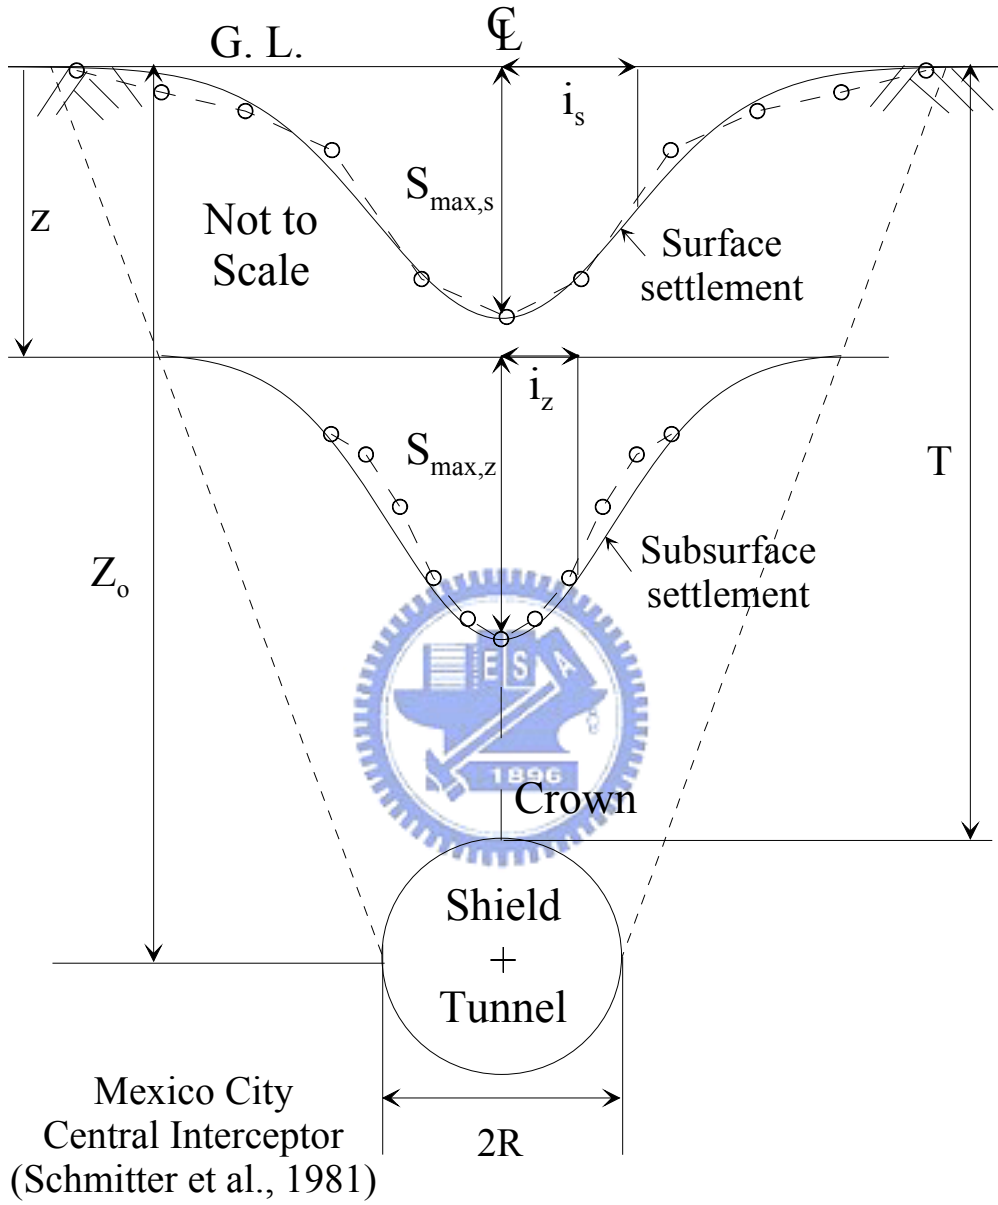 G. L.
℄
i_s
S_max,s
z
Not to
Scale
Surface
settlement
i_z
S_max,z
T
Z_o
Subsurface
settlement
E S A
1896
Crown
Shield
+
Tunnel
Mexico City
Central Interceptor
(Schmitter et al., 1981)
2R